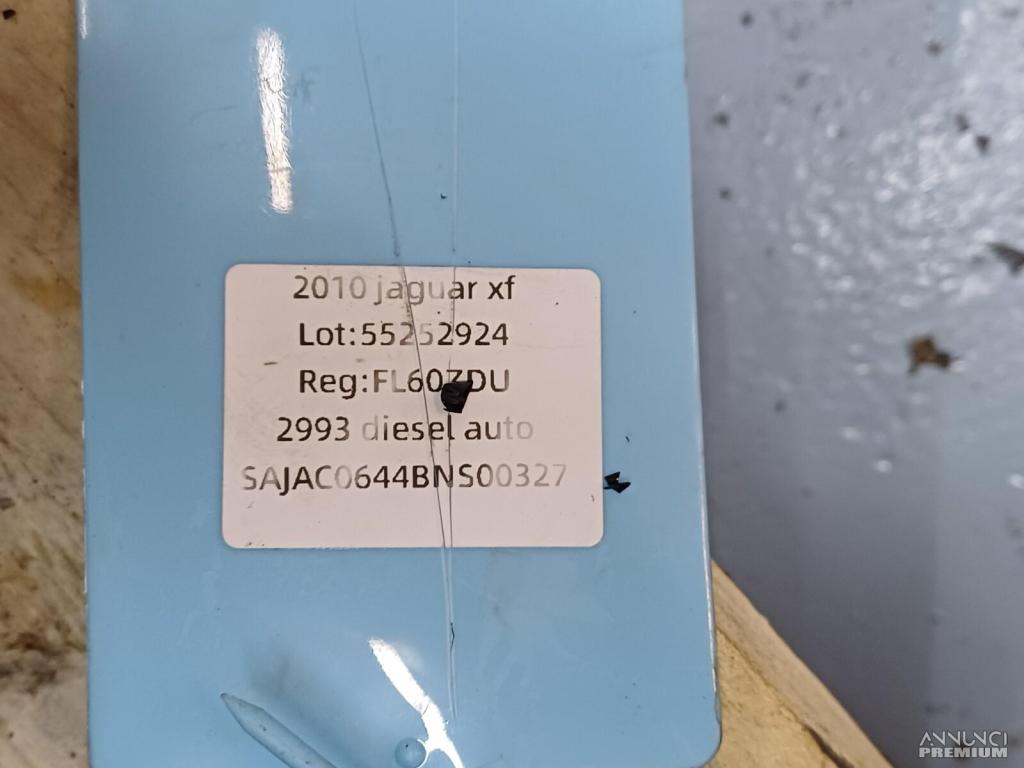 2010 jaguar xf
Lot:55252924
Reg:FL60ZDU
2993 diesel auto
SAJAC0644BNS00327
ANNUNCI
PREMIUM